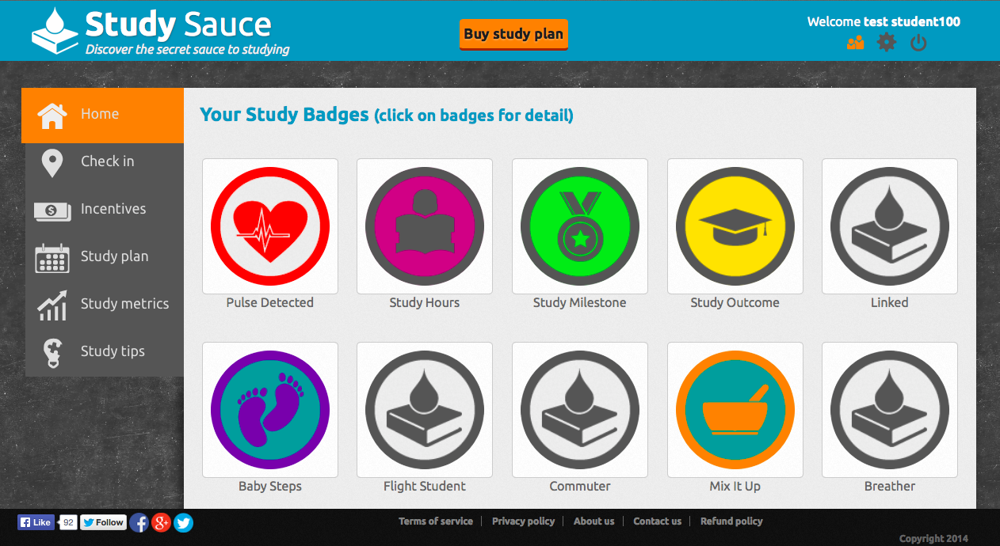 Study Sauce
Discover the secret sauce to studying
Buy study plan
Welcome test student100
Home
Check in
Incentives
Study plan
Study metrics
Study tips
Your Study Badges (click on badges for detail)
Pulse Detected
Study Hours
Study Milestone
Study Outcome
Linked
Baby Steps
Flight Student
Commuter
Mix It Up
Breather
Like
92
Follow
Terms of service
Privacy policy
About us
Contact us
Refund policy
Copyright 2014